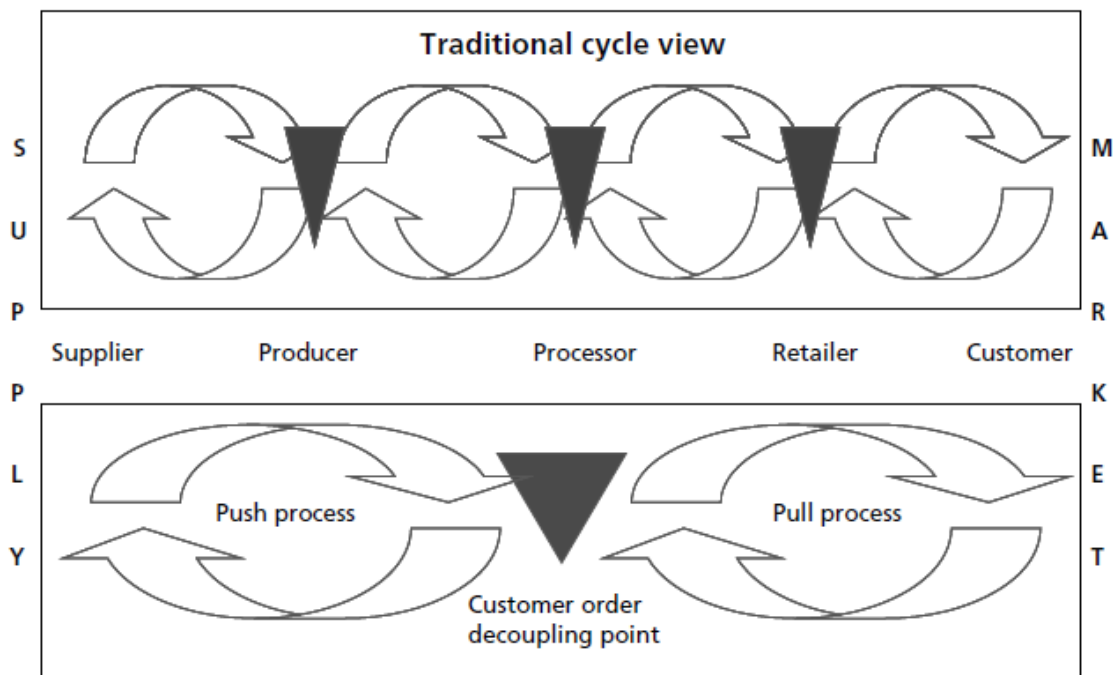 Traditional cycle view
S
U
P
P
L
Y
M
A
R
K
E
T
Supplier Producer Processor Retailer Customer
Push process
Pull process
Customer order
decoupling point